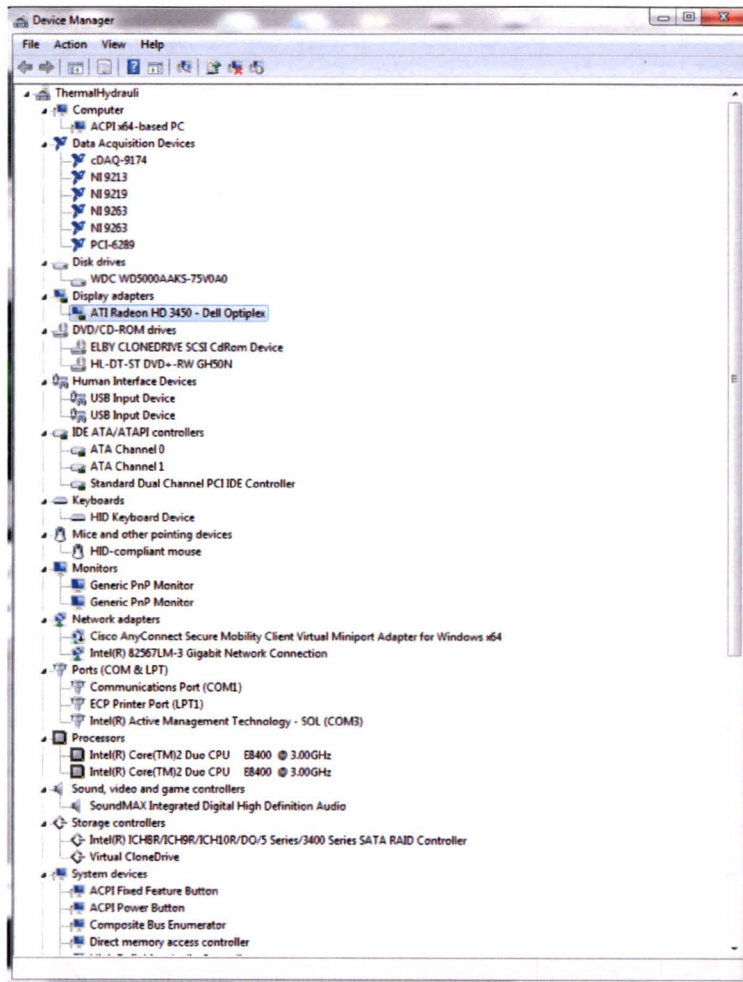 Device Manager
File Action View Help
ThermalHydrauli
Computer
ACPI x64-based PC
Data Acquisition Devices
cDAQ-9174
NI 9213
NI 9219
NI 9263
NI 9263
PCI-6289
Disk drives
WDC WD5000AAKS-75V0A0
Display adapters
ATI Radeon HD 3450 - Dell Optiplex
DVD/CD-ROM drives
ELBY CLONEDRIVE SCSI CdRom Device
HL-DT-ST DVD+-RW GH50N
Human Interface Devices
USB Input Device
USB Input Device
IDE ATA/ATAPI controllers
ATA Channel 0
ATA Channel 1
Standard Dual Channel PCI IDE Controller
Keyboards
HID Keyboard Device
Mice and other pointing devices
HID-compliant mouse
Monitors
Generic PnP Monitor
Generic PnP Monitor
Network adapters
Cisco AnyConnect Secure Mobility Client Virtual Miniport Adapter for Windows x64
Intel(R) 82567LM-3 Gigabit Network Connection
Ports (COM & LPT)
Communications Port (COM1)
ECP Printer Port (LPT1)
Intel(R) Active Management Technology - SOL (COM3)
Processors
Intel(R) Core(TM)2 Duo CPU E8400 @ 3.00GHz
Intel(R) Core(TM)2 Duo CPU E8400 @ 3.00GHz
Sound, video and game controllers
SoundMAX Integrated Digital High Definition Audio
Storage controllers
Intel(R) ICH8R/ICH9R/ICH10R/DO/5 Series/3400 Series SATA RAID Controller
Virtual CloneDrive
System devices
ACPI Fixed Feature Button
ACPI Power Button
Composite Bus Enumerator
Direct memory access controller